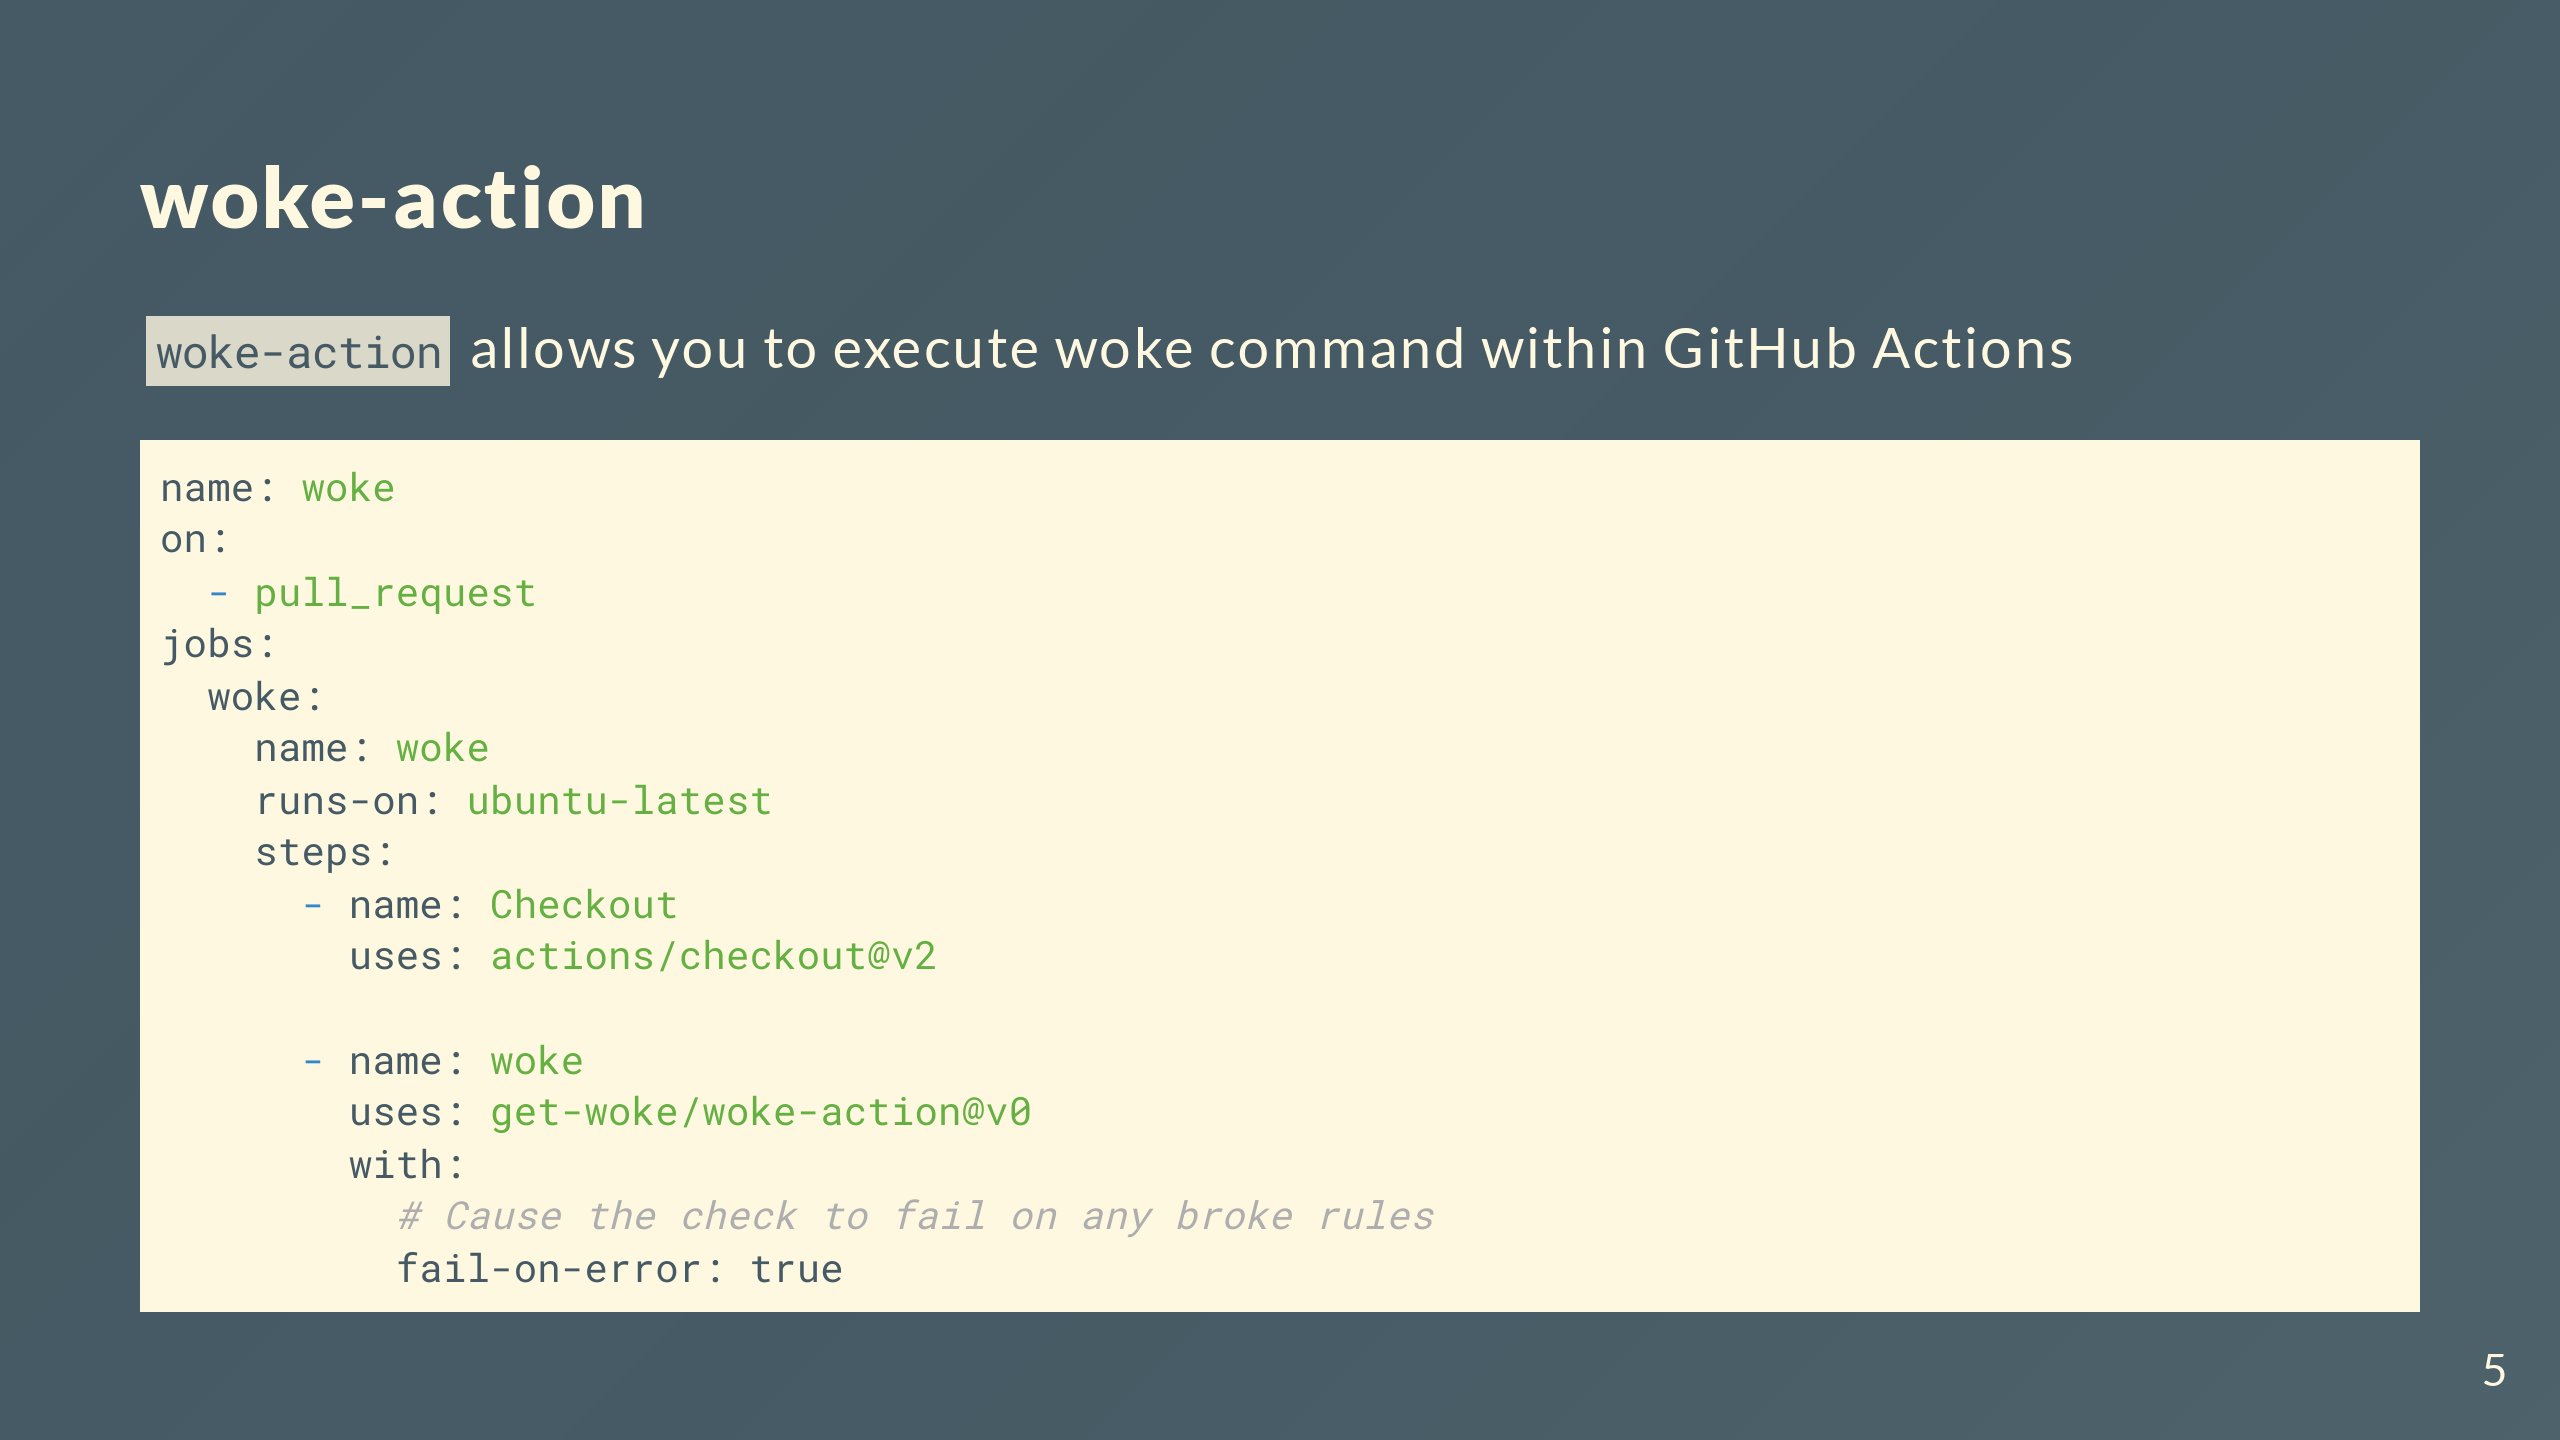 woke-action
woke-action allows you to execute woke command within GitHub Actions
name: woke
on:
  - pull_request
jobs:
  woke:
    name: woke
    runs-on: ubuntu-latest
    steps:
      - name: Checkout
        uses: actions/checkout@v2

      - name: woke
        uses: get-woke/woke-action@v0
        with:
          # Cause the check to fail on any broke rules
          fail-on-error: true
5